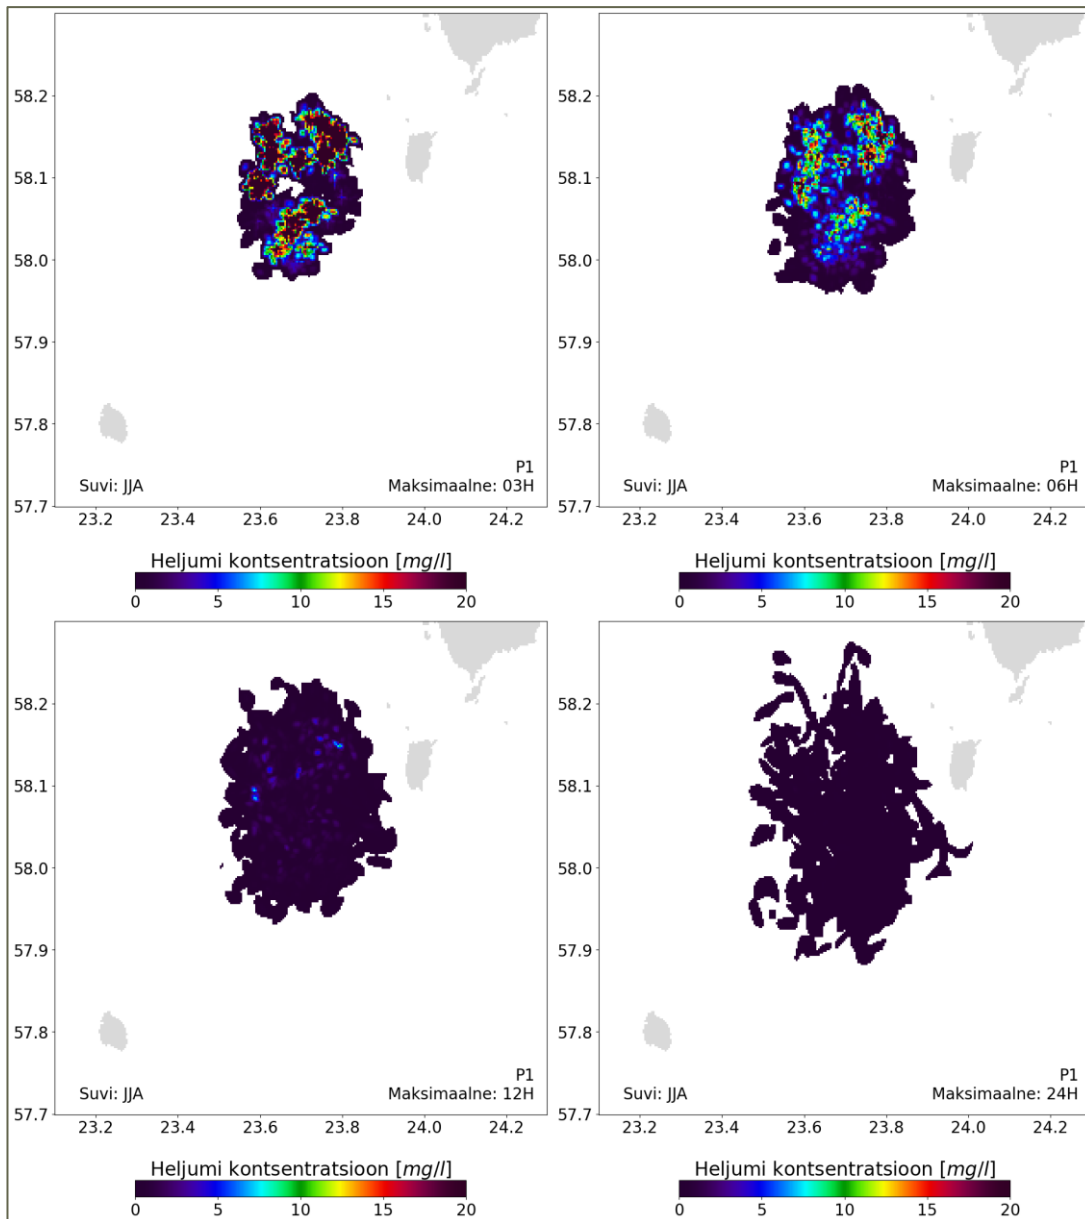 58.2
58.1
58.0
57.9
57.8
57.7
Suvi: JJA
P1
Maksimaalne: 03H
23.2 23.4 23.6 23.8 24.0 24.2
Heljumi kontsentratsioon [mg/l]
0 5 10 15 20
58.2
58.1
58.0
57.9
57.8
57.7
Suvi: JJA
P1
Maksimaalne: 06H
23.2 23.4 23.6 23.8 24.0 24.2
Heljumi kontsentratsioon [mg/l]
0 5 10 15 20
58.2
58.1
58.0
57.9
57.8
57.7
Suvi: JJA
P1
Maksimaalne: 12H
23.2 23.4 23.6 23.8 24.0 24.2
Heljumi kontsentratsioon [mg/l]
0 5 10 15 20
58.2
58.1
58.0
57.9
57.8
57.7
Suvi: JJA
P1
Maksimaalne: 24H
23.2 23.4 23.6 23.8 24.0 24.2
Heljumi kontsentratsioon [mg/l]
0 5 10 15 20